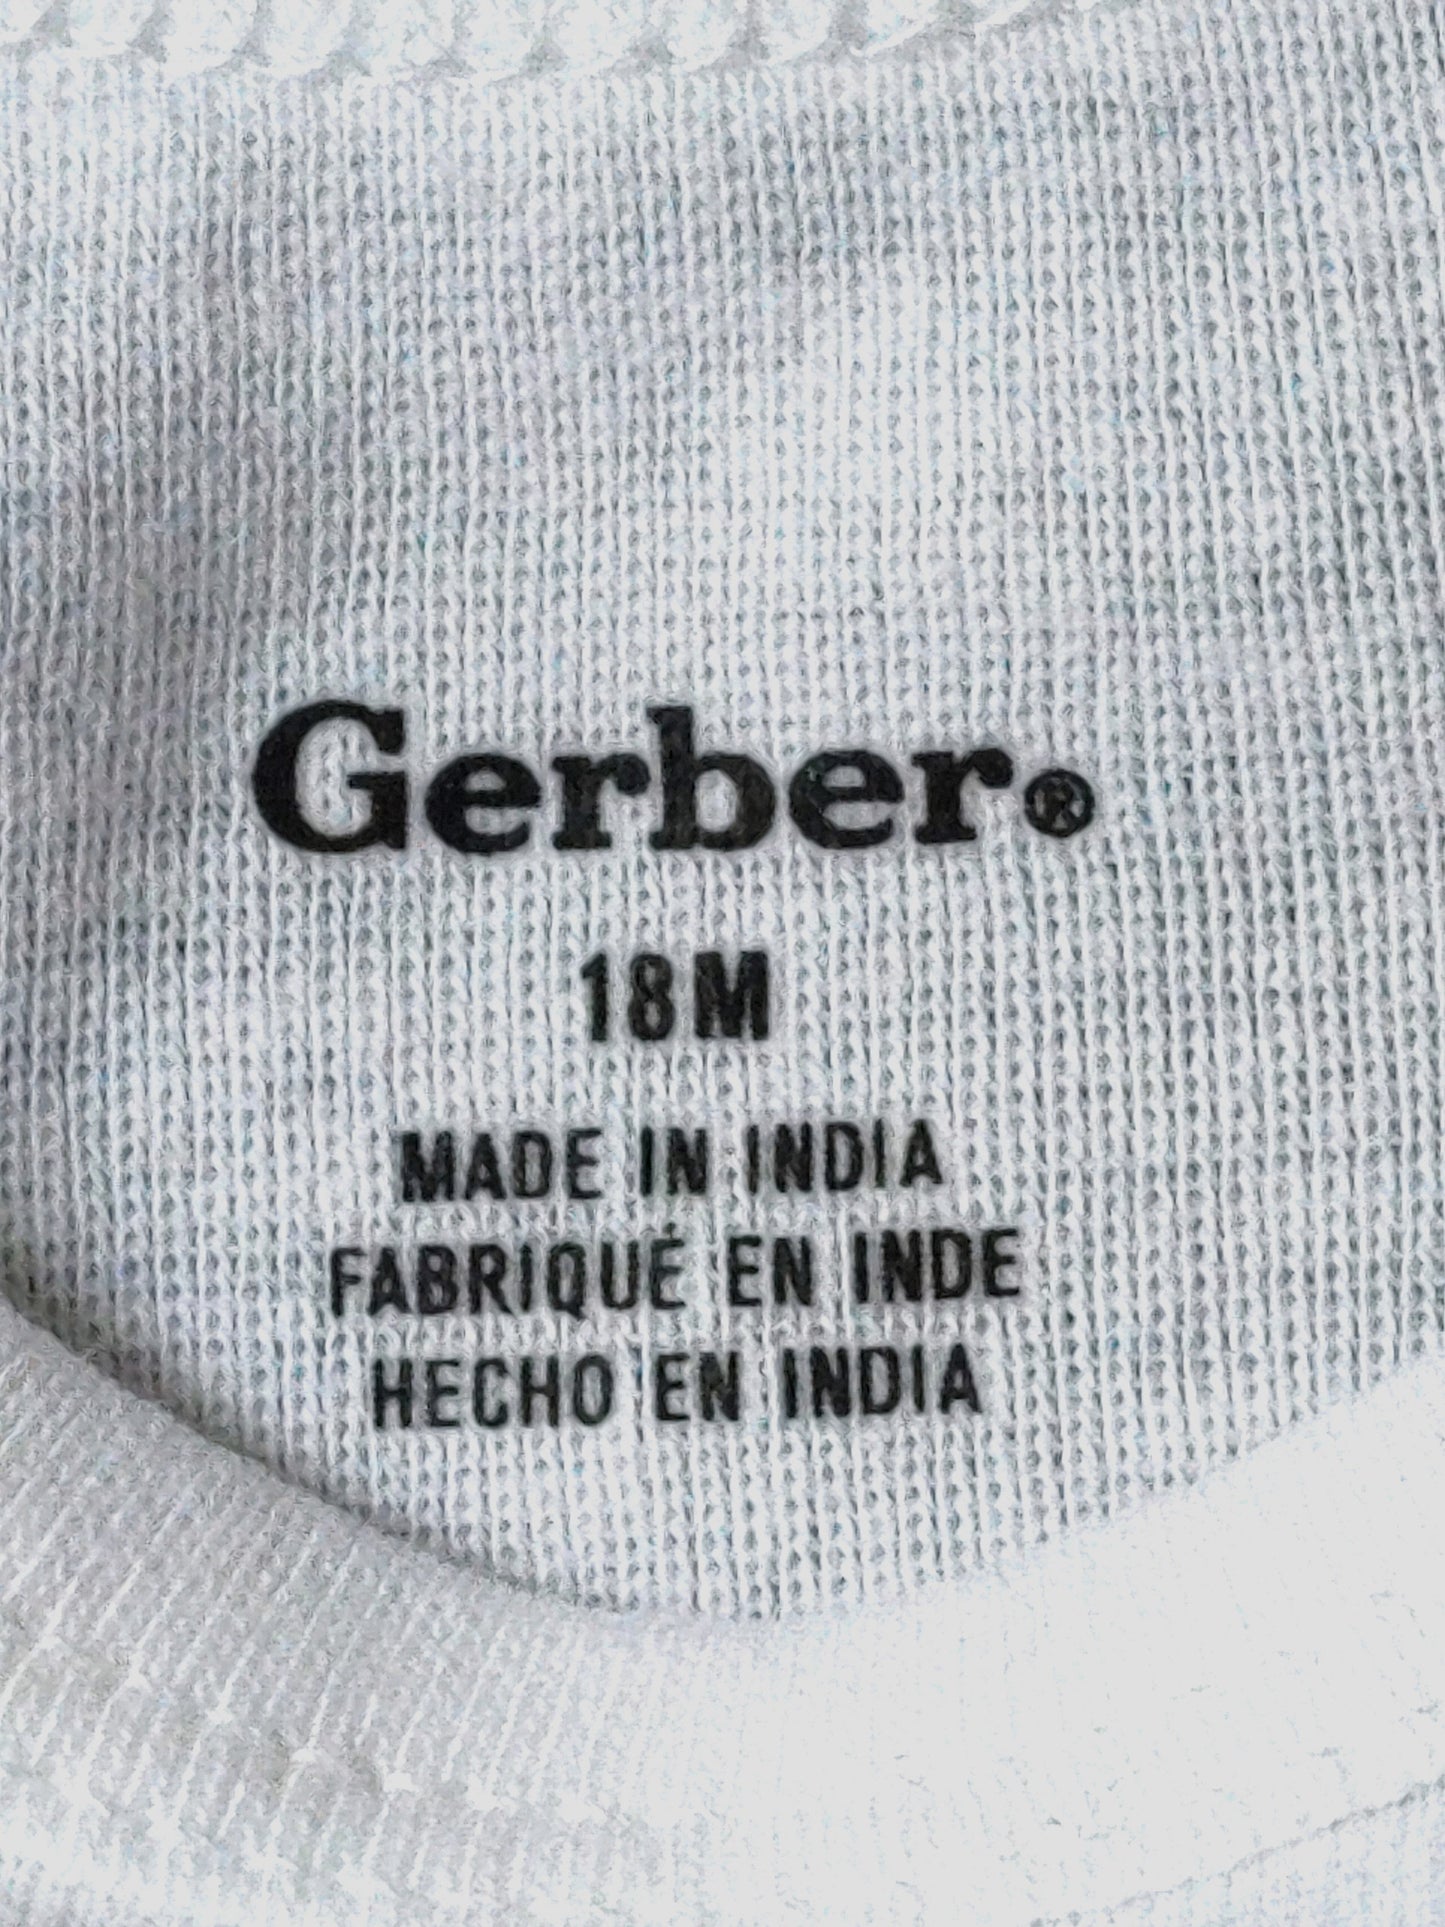 Gerber®
18M
MADE IN INDIA
FABRIQUÉ EN INDE
HECHO EN INDIA